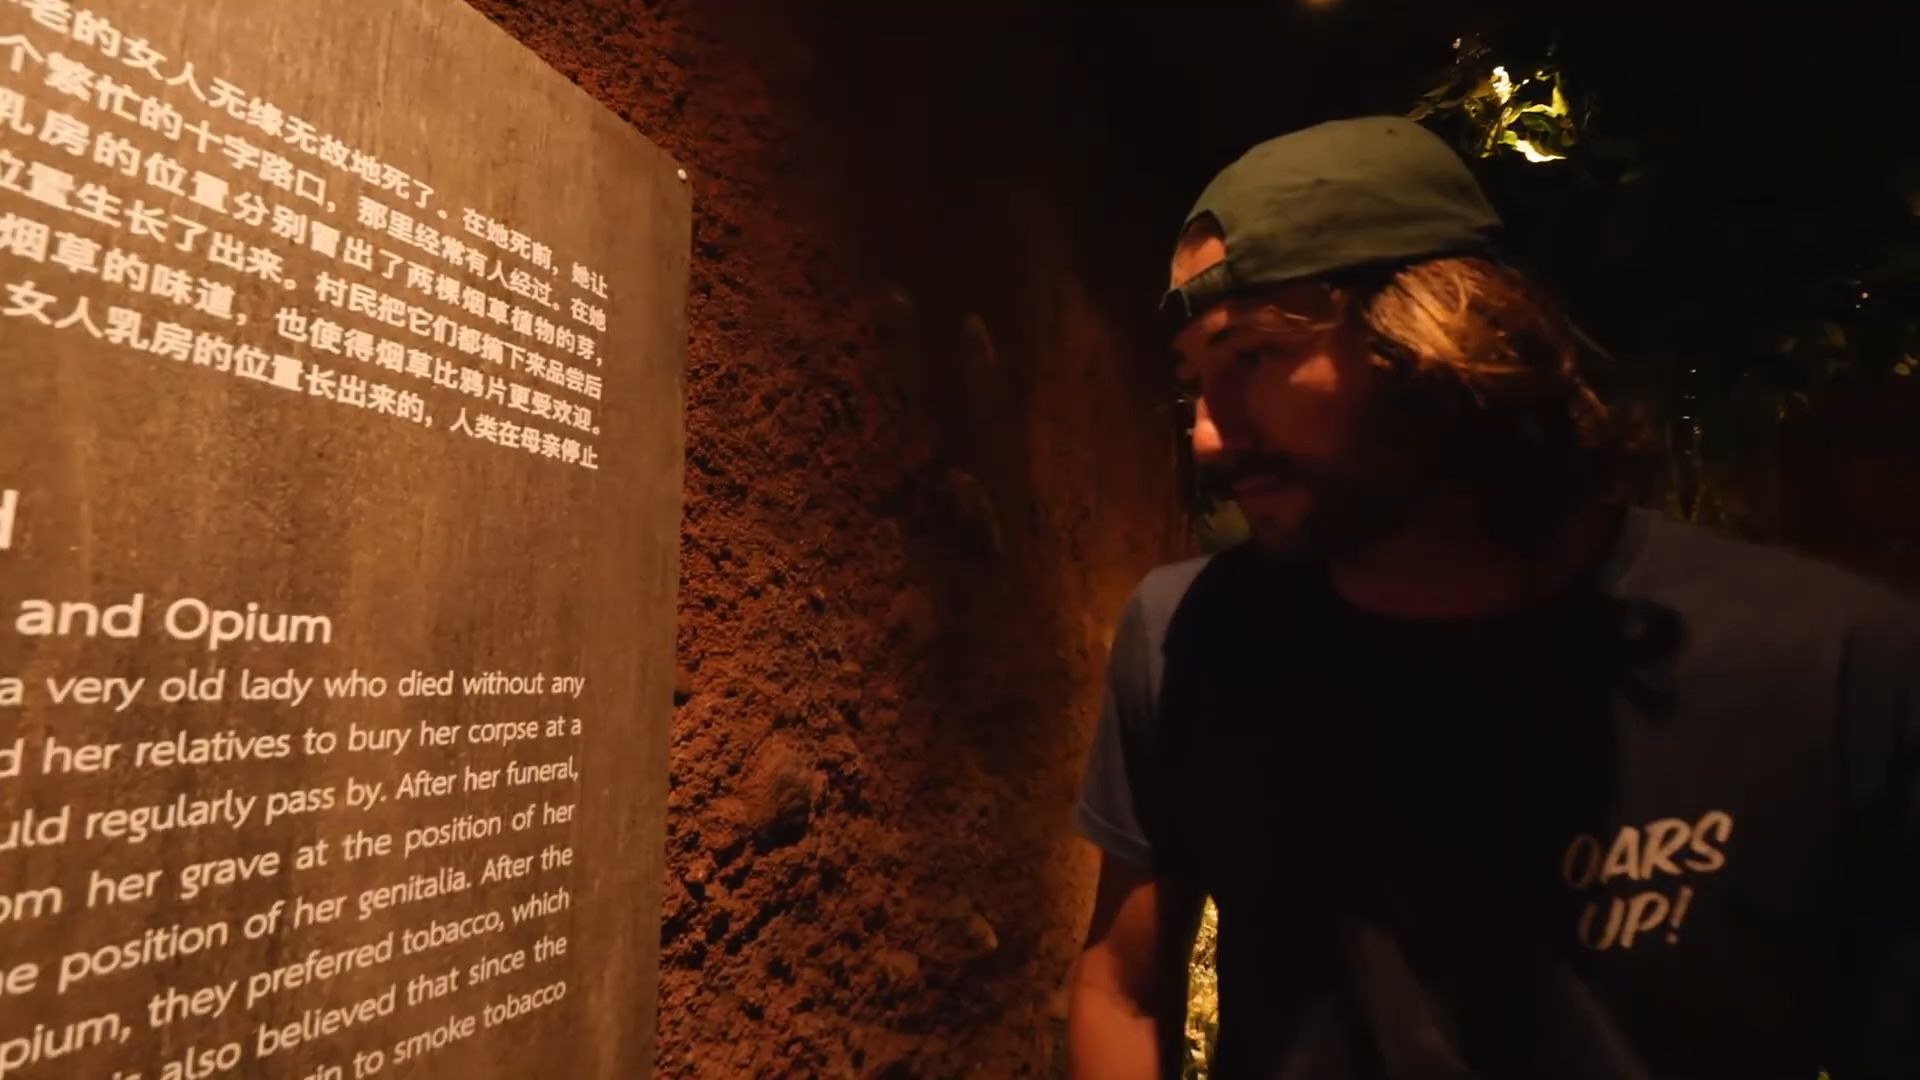 老的女人无缘无故地死了。在她死前，她让
个繁忙的十字路口，那里经常有人经过。在她
乳房的位置分别冒出了两棵烟草植物的芽，
位置生长了出来。村民把它们都摘下来品尝后
烟草的味道，也使得烟草比鸦片更受欢迎。
女人乳房的位置长出来的，人类在母亲停止
and Opium
a very old lady who died without any
d her relatives to bury her corpse at a
uld regularly pass by. After her funeral,
om her grave at the position of her
he position of her genitalia. After the
pium, they preferred tobacco, which
is also believed that since the
in to smoke tobacco
OARS
UP!